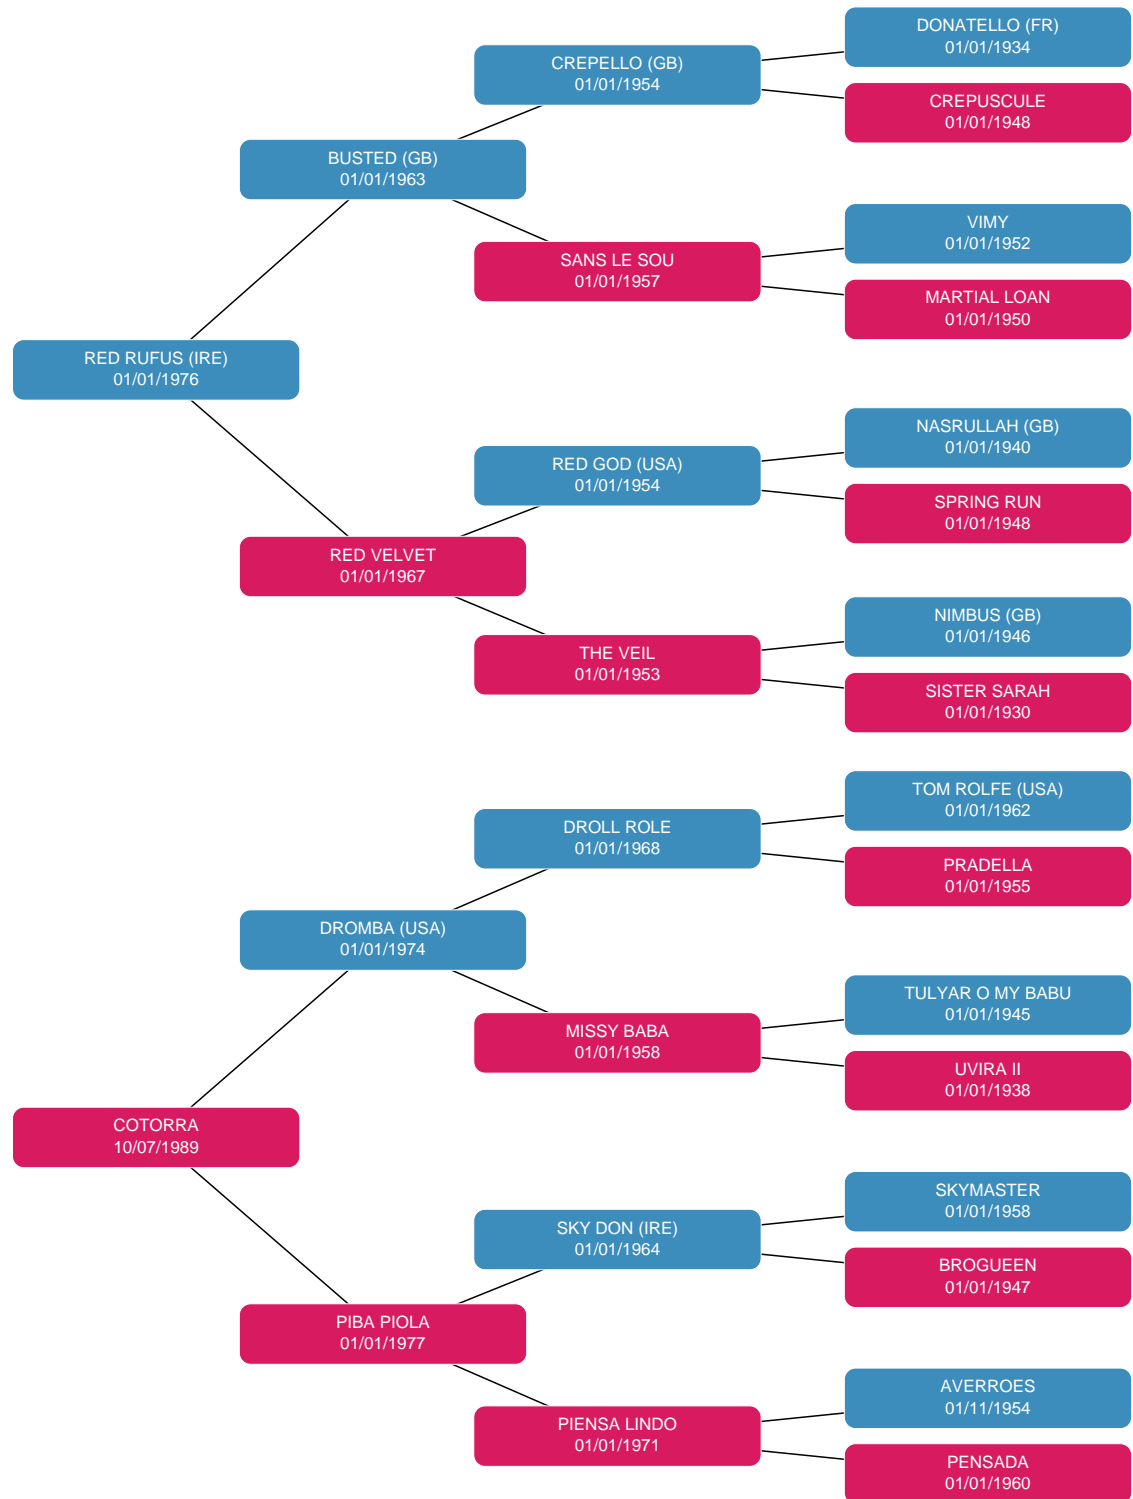 DONATELLO (FR)
01/01/1934
CREPELLO (GB)
01/01/1954
CREPUSCULE
01/01/1948
BUSTED (GB)
01/01/1963
VIMY
01/01/1952
SANS LE SOU
01/01/1957
MARTIAL LOAN
01/01/1950
RED RUFUS (IRE)
01/01/1976
NASRULLAH (GB)
01/01/1940
RED GOD (USA)
01/01/1954
SPRING RUN
01/01/1948
RED VELVET
01/01/1967
NIMBUS (GB)
01/01/1946
THE VEIL
01/01/1953
SISTER SARAH
01/01/1930
TOM ROLFE (USA)
01/01/1962
DROLL ROLE
01/01/1968
PRADELLA
01/01/1955
DROMBA (USA)
01/01/1974
TULYAR O MY BABU
01/01/1945
MISSY BABA
01/01/1958
UVIRA II
01/01/1938
COTORRA
10/07/1989
SKYMASTER
01/01/1958
SKY DON (IRE)
01/01/1964
BROGUEEN
01/01/1947
PIBA PIOLA
01/01/1977
AVERROES
01/11/1954
PIENSA LINDO
01/01/1971
PENSADA
01/01/1960